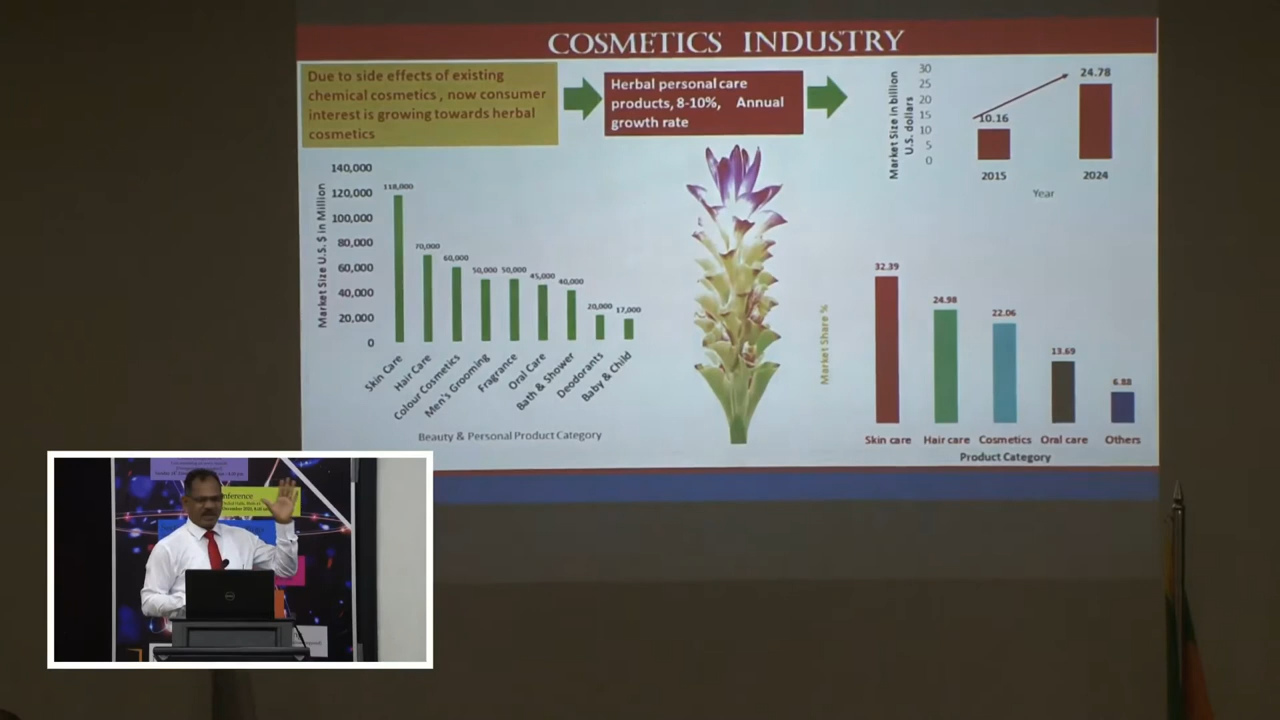 COSMETICS INDUSTRY
Due to side effects of existing
chemical cosmetics , now consumer
interest is growing towards herbal
cosmetics
Herbal personal care
products, 8-10%, Annual
growth rate
Market Size in billion
U.S. dollars
30
25
20
15
10
5
0
10.16
24.78
2015
2024
Year
Market Size U.S. $ in Million
140,000
120,000
100,000
80,000
60,000
40,000
20,000
0
118,000
70,000
60,000
50,000
50,000
45,000
40,000
20,000
17,000
Skin Care
Hair Care
Colour Cosmetics
Men's Grooming
Fragrance
Oral Care
Bath & Shower
Deodorants
Baby & Child
Beauty & Personal Product Category
Market Share %
32.39
24.98
22.06
13.69
6.88
Skin care
Hair care
Cosmetics
Oral care
Others
Product Category
nference
DELL